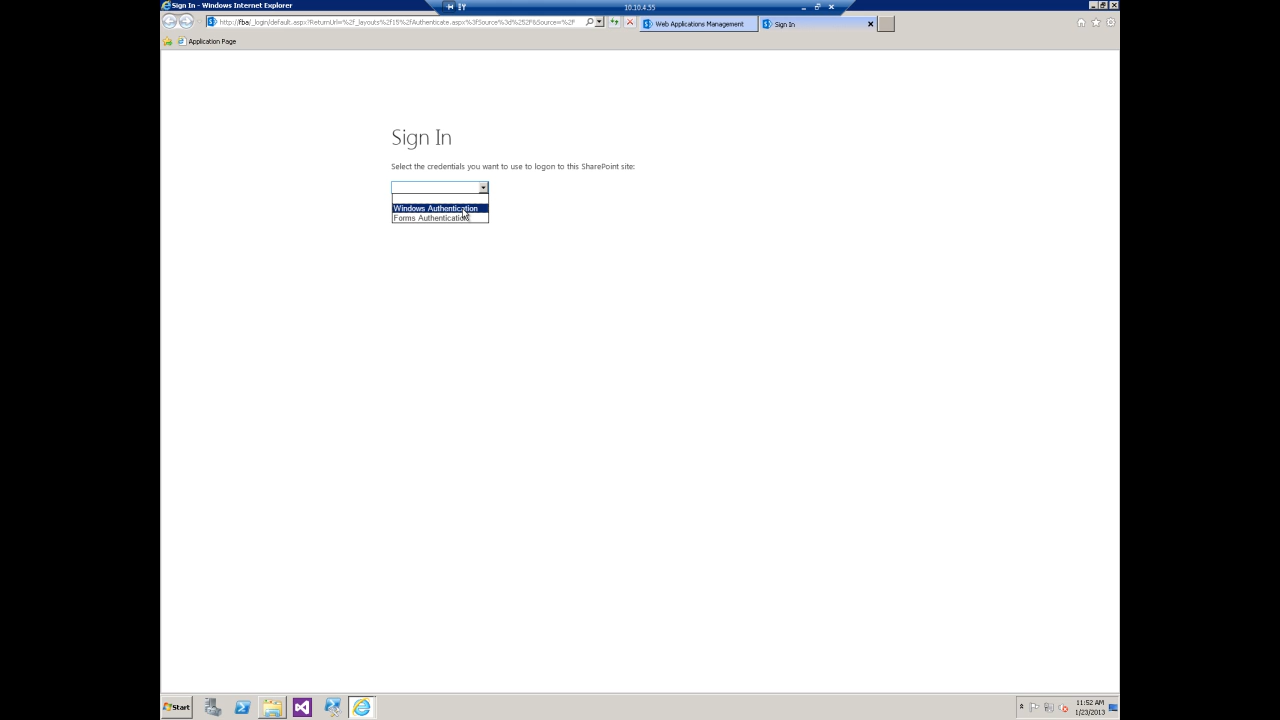 Sign In - Windows Internet Explorer
10.10.4.55
Web Applications Management
Sign In
Application Page
Sign In
Select the credentials you want to use to logon to this SharePoint site:
Windows Authentication
Forms Authentication
Start
11:52 AM
1/23/2013